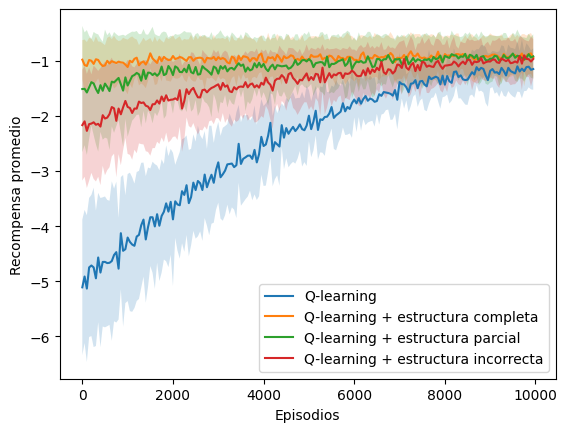 −1
−2
−3
−4
−5
−6
Recompensa promedio
Q-learning
Q-learning + estructura completa
Q-learning + estructura parcial
Q-learning + estructura incorrecta
0 2000 4000 6000 8000 10000
Episodios